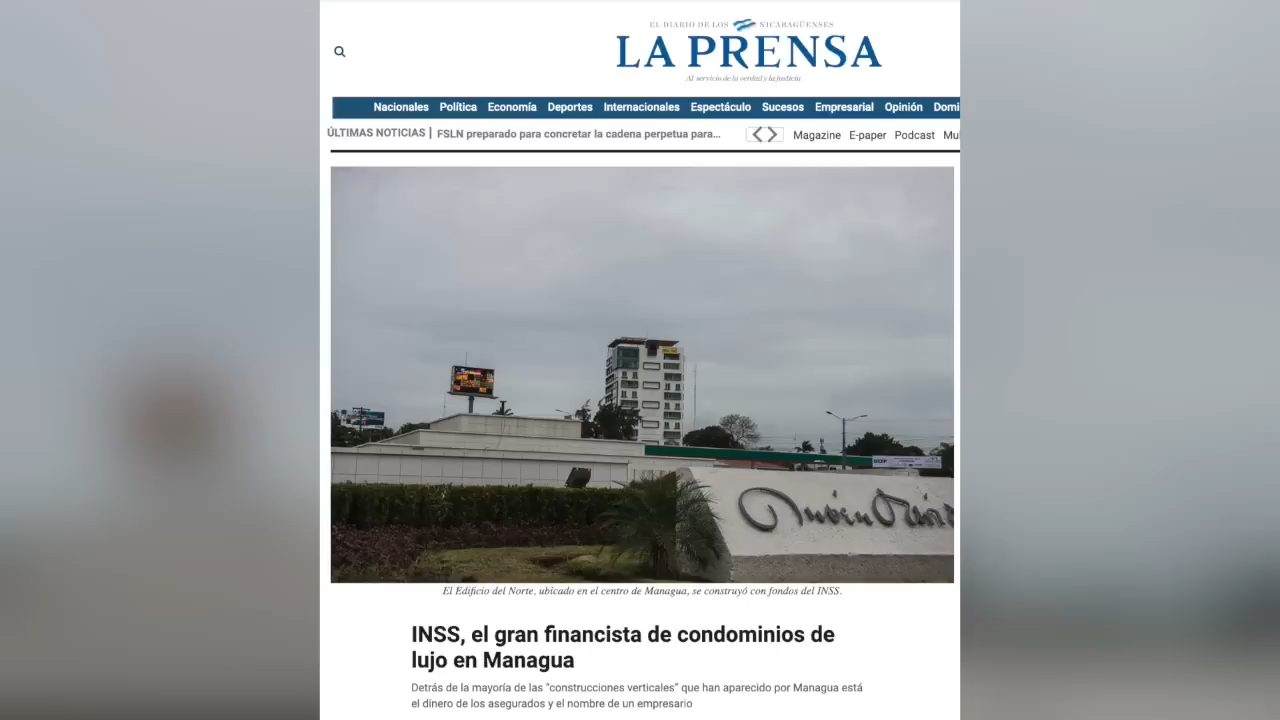 EL DIARIO DE LOS NICARAGÜENSES
LA PRENSA
Al servicio de la verdad y la justicia
Nacionales Política Economía Deportes Internacionales Espectáculo Sucesos Empresarial Opinión Domi
ÚLTIMAS NOTICIAS | FSLN preparado para concretar la cadena perpetua para...
Magazine E-paper Podcast Mu
Rubén Darío
El Edificio del Norte, ubicado en el centro de Managua, se construyó con fondos del INSS.
INSS, el gran financista de condominios de
lujo en Managua
Detrás de la mayoría de las "construcciones verticales" que han aparecido por Managua está
el dinero de los asegurados y el nombre de un empresario